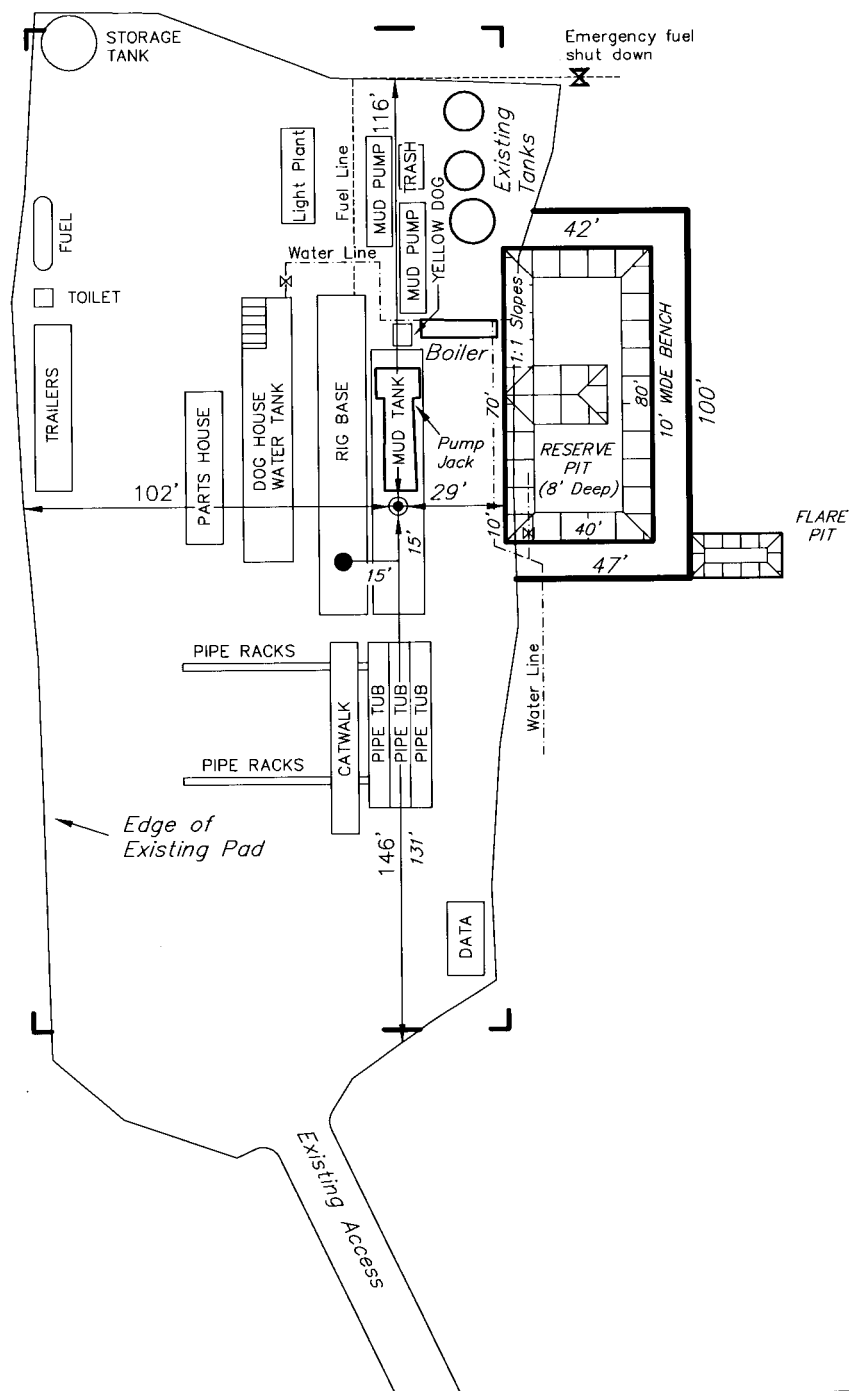 STORAGE
TANK
Emergency fuel
shut down
116'
Existing
Tanks
Light Plant
Fuel Line
MUD PUMP
TRASH
MUD PUMP
YELLOW DOG
FUEL
Water Line
TOILET
42'
1:1 Slopes
Boiler
TRAILERS
PARTS HOUSE
DOG HOUSE
WATER TANK
RIG BASE
MUD TANK
Pump
Jack
70'
80'
10' WIDE BENCH
100'
RESERVE
PIT
(8' Deep)
102'
29'
10'
40'
15'
15'
47'
FLARE
PIT
PIPE RACKS
CATWALK
PIPE TUB
PIPE TUB
PIPE TUB
Water Line
PIPE RACKS
Edge of
Existing Pad
146'
131'
DATA
Existing Access